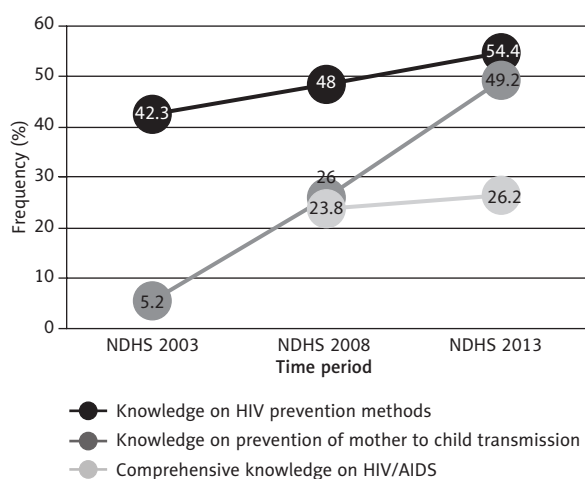 60
50
40
30
20
10
0
Frequency (%)
42.3
48
54.4
49.2
26
23.8
26.2
5.2
NDHS 2003
NDHS 2008
NDHS 2013
Time period
Knowledge on HIV prevention methods
Knowledge on prevention of mother to child transmission
Comprehensive knowledge on HIV/AIDS